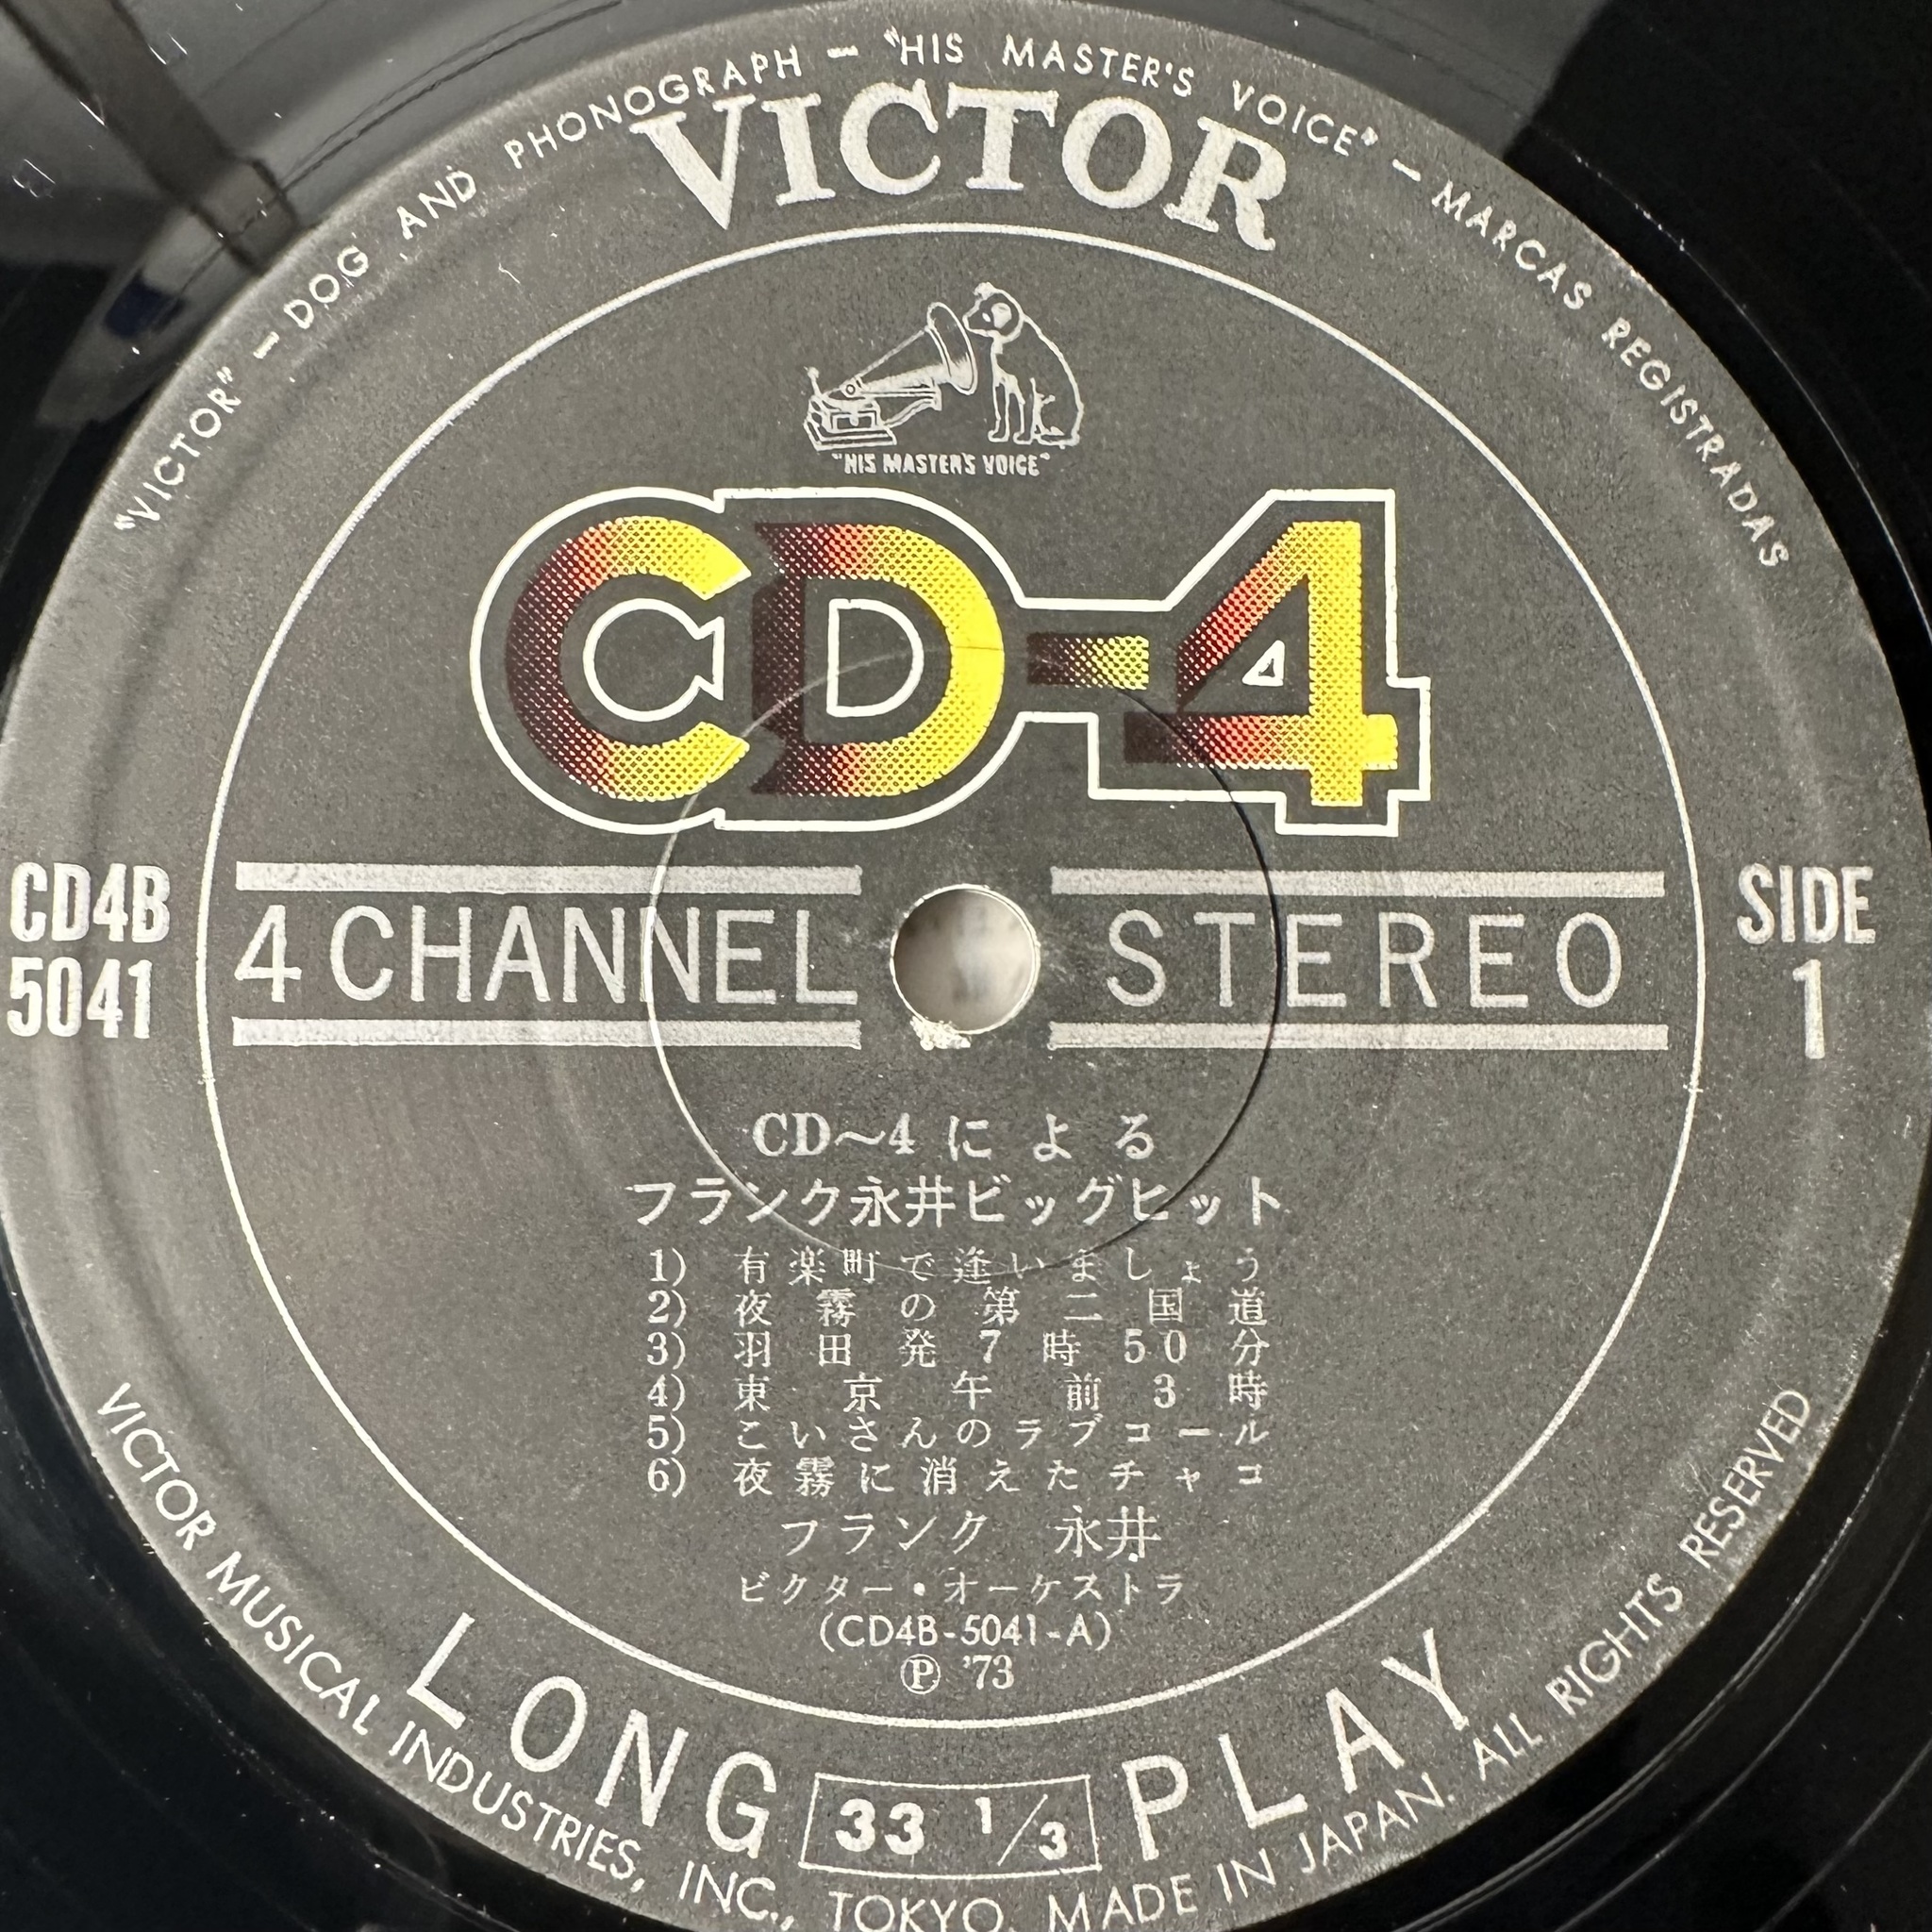 "VICTOR" – DOG AND PHONOGRAPH – "HIS MASTER'S VOICE" – MARCAS REGISTRADAS
VICTOR
"HIS MASTER'S VOICE"
CD-4
CD4B
5041
4 CHANNEL STEREO
SIDE
1
CD〜4 による
フランク永井ビッグヒット
1) 有楽町で逢いましょう
2) 夜霧の第二国道
3) 羽田発7時50分
4) 東京午前3時
5) こいさんのラブコール
6) 夜霧に消えたチャコ
フランク 永井
ビクター・オーケストラ
(CD4B-5041-A)
Ⓟ '73
LONG 33 1/3 PLAY
VICTOR MUSICAL INDUSTRIES, INC., TOKYO, MADE IN JAPAN. ALL RIGHTS RESERVED